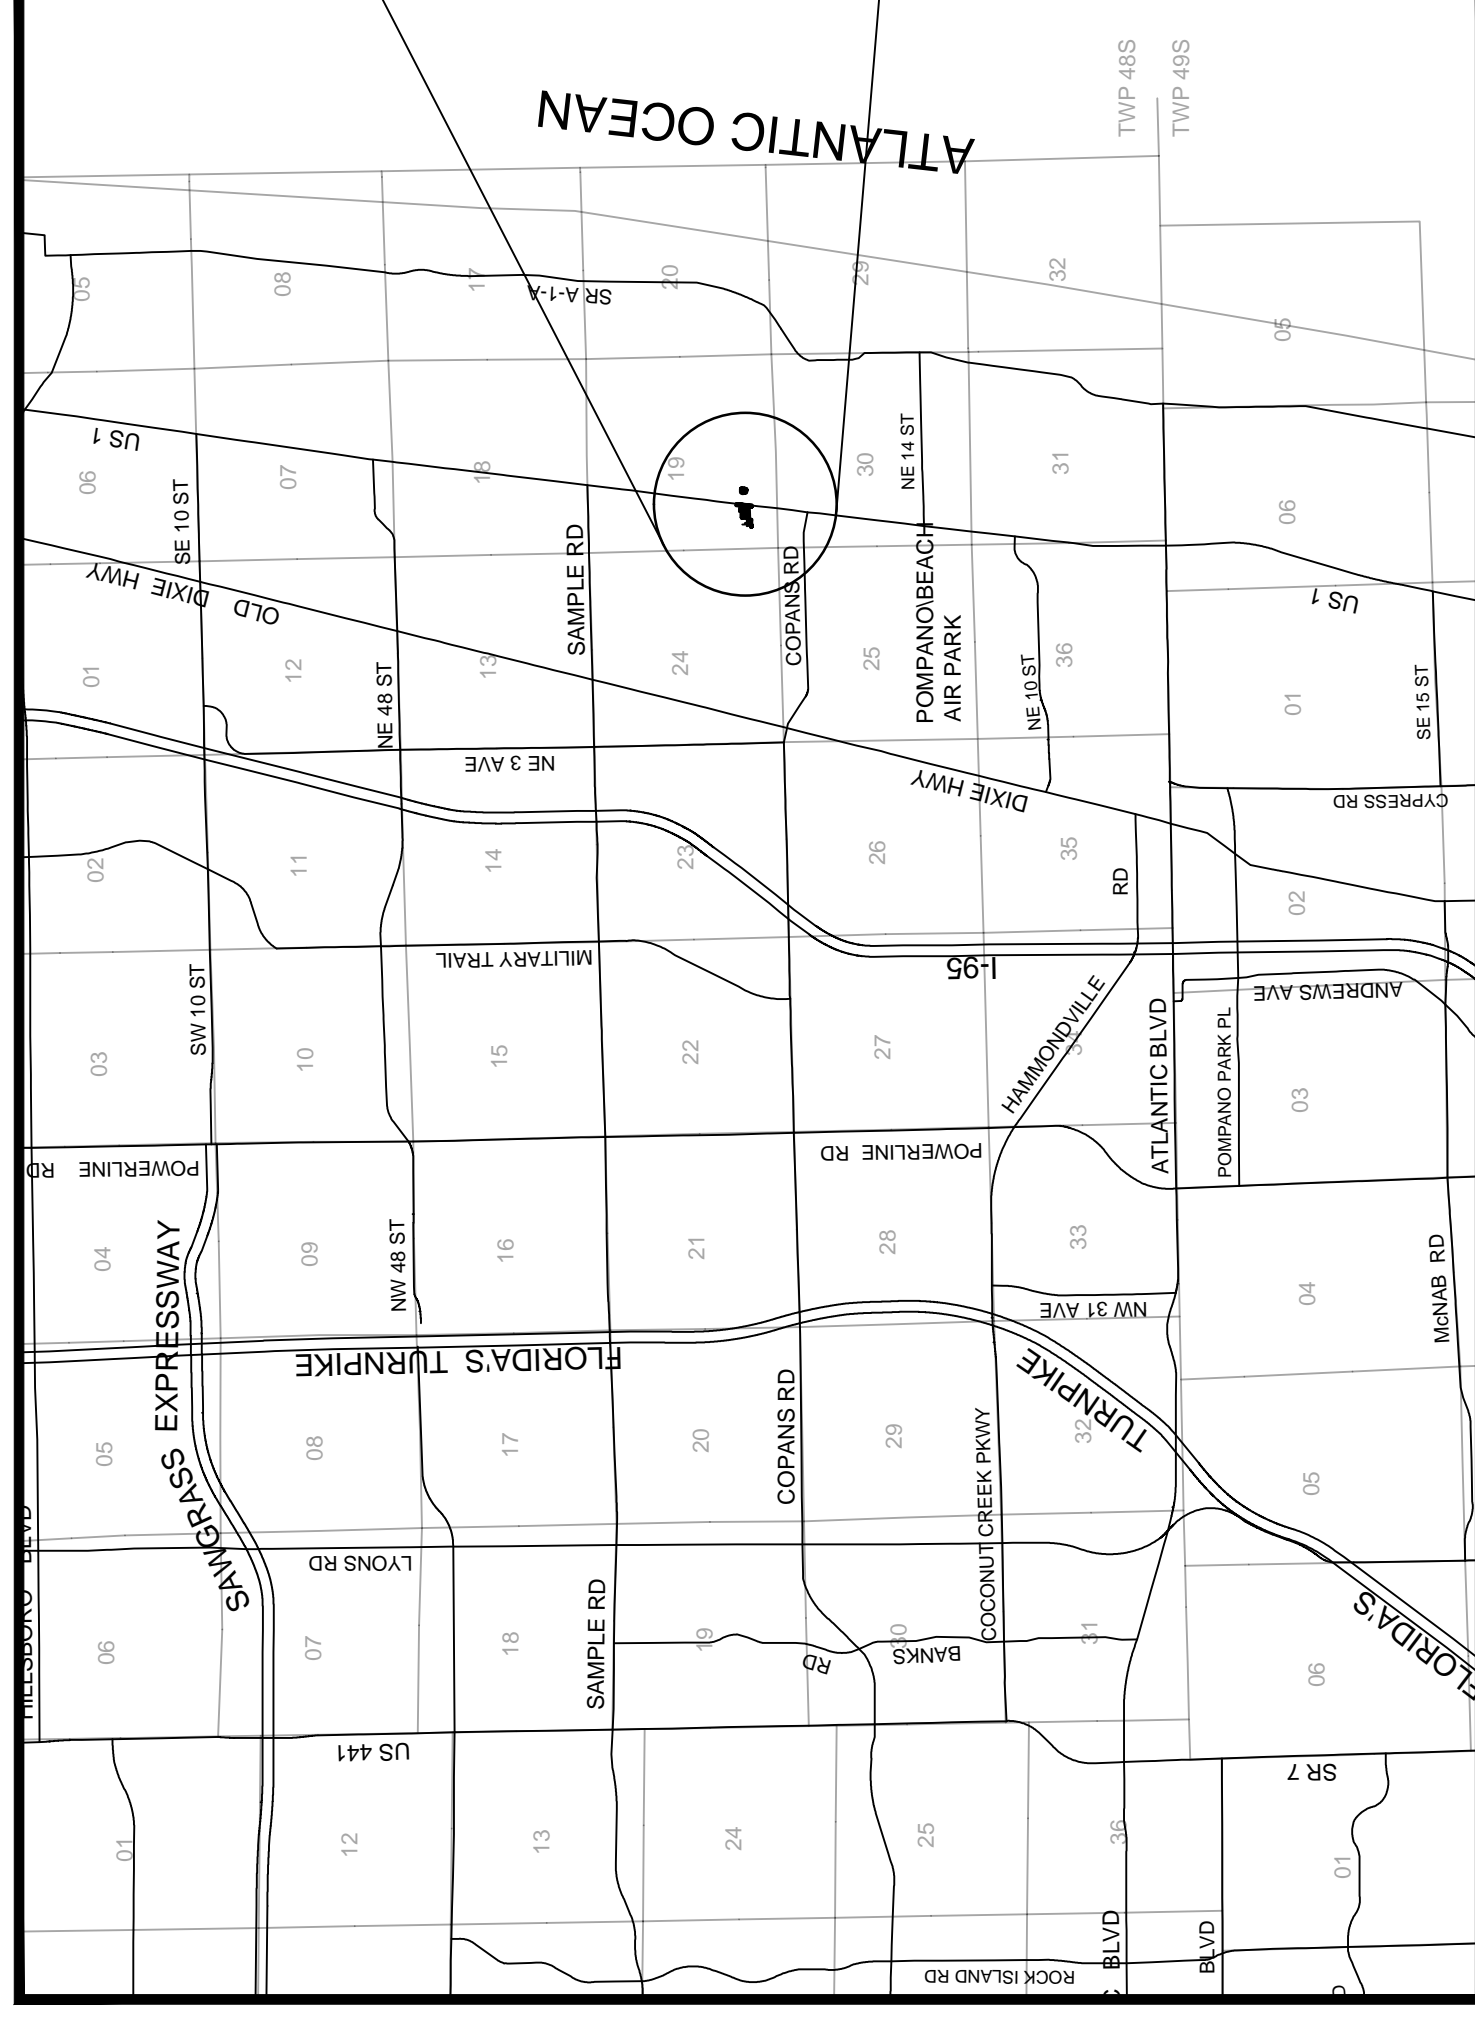 ATLANTIC OCEAN
TWP 48S
TWP 49S
05
08
17
20
29
32
05
SR A-1-A
US 1
06
SE 10 ST
07
18
19
30
NE 14 ST
31
06
OLD DIXIE HWY
SAMPLE RD
COPANS RD
POMPANO\BEACH
AIR PARK
NE 10 ST
US 1
01
12
NE 48 ST
13
24
25
36
01
SE 15 ST
NE 3 AVE
DIXIE HWY
CYPRESS RD
02
11
14
23
26
35
RD
02
SW 10 ST
MILITARY TRAIL
I-95
ANDREWS AVE
03
10
15
22
27
HAMMONDVILLE
34
ATLANTIC BLVD
POMPANO PARK PL
03
POWERLINE RD
POWERLINE RD
SAWGRASS EXPRESSWAY
04
09
NW 48 ST
16
21
28
33
NW 31 AVE
04
McNAB RD
FLORIDA'S TURNPIKE
TURNPIKE
05
08
17
20
COPANS RD
29
COCONUT CREEK PKWY
32
05
HILLSBORO BLVD
LYONS RD
06
07
18
SAMPLE RD
19
30
BANKS RD
31
06
FLORIDA'S
US 441
SR 7
01
12
13
24
25
36
01
BLVD
BLVD
ROCK ISLAND RD